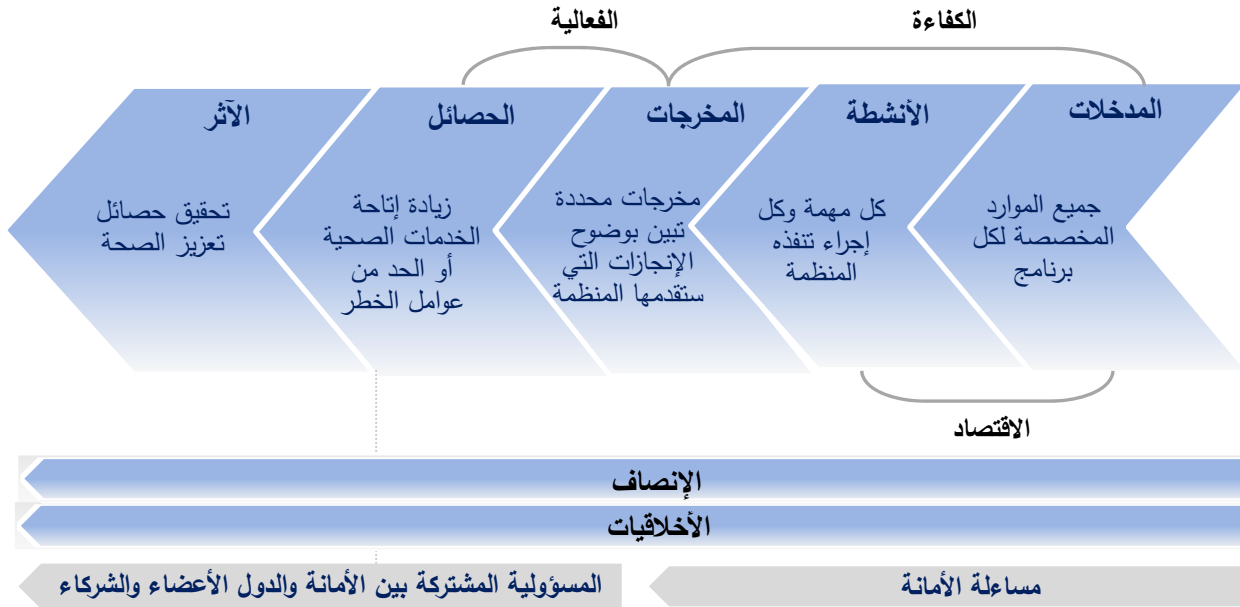 الكفاءة
الفعالية
المدخلات
جميع الموارد
المخصصة لكل
برنامج
الأنشطة
كل مهمة وكل
إجراء تنفذه
المنظمة
المخرجات
مخرجات محددة
تبين بوضوح
الإنجازات التي
ستقدمها المنظمة
الحصائل
زيادة إتاحة
الخدمات الصحية
أو الحد من
عوامل الخطر
الآثر
تحقيق حصائل
تعزيز الصحة
الاقتصاد
الإنصاف
الأخلاقيات
مساءلة الأمانة
المسؤولية المشتركة بين الأمانة والدول الأعضاء والشركاء